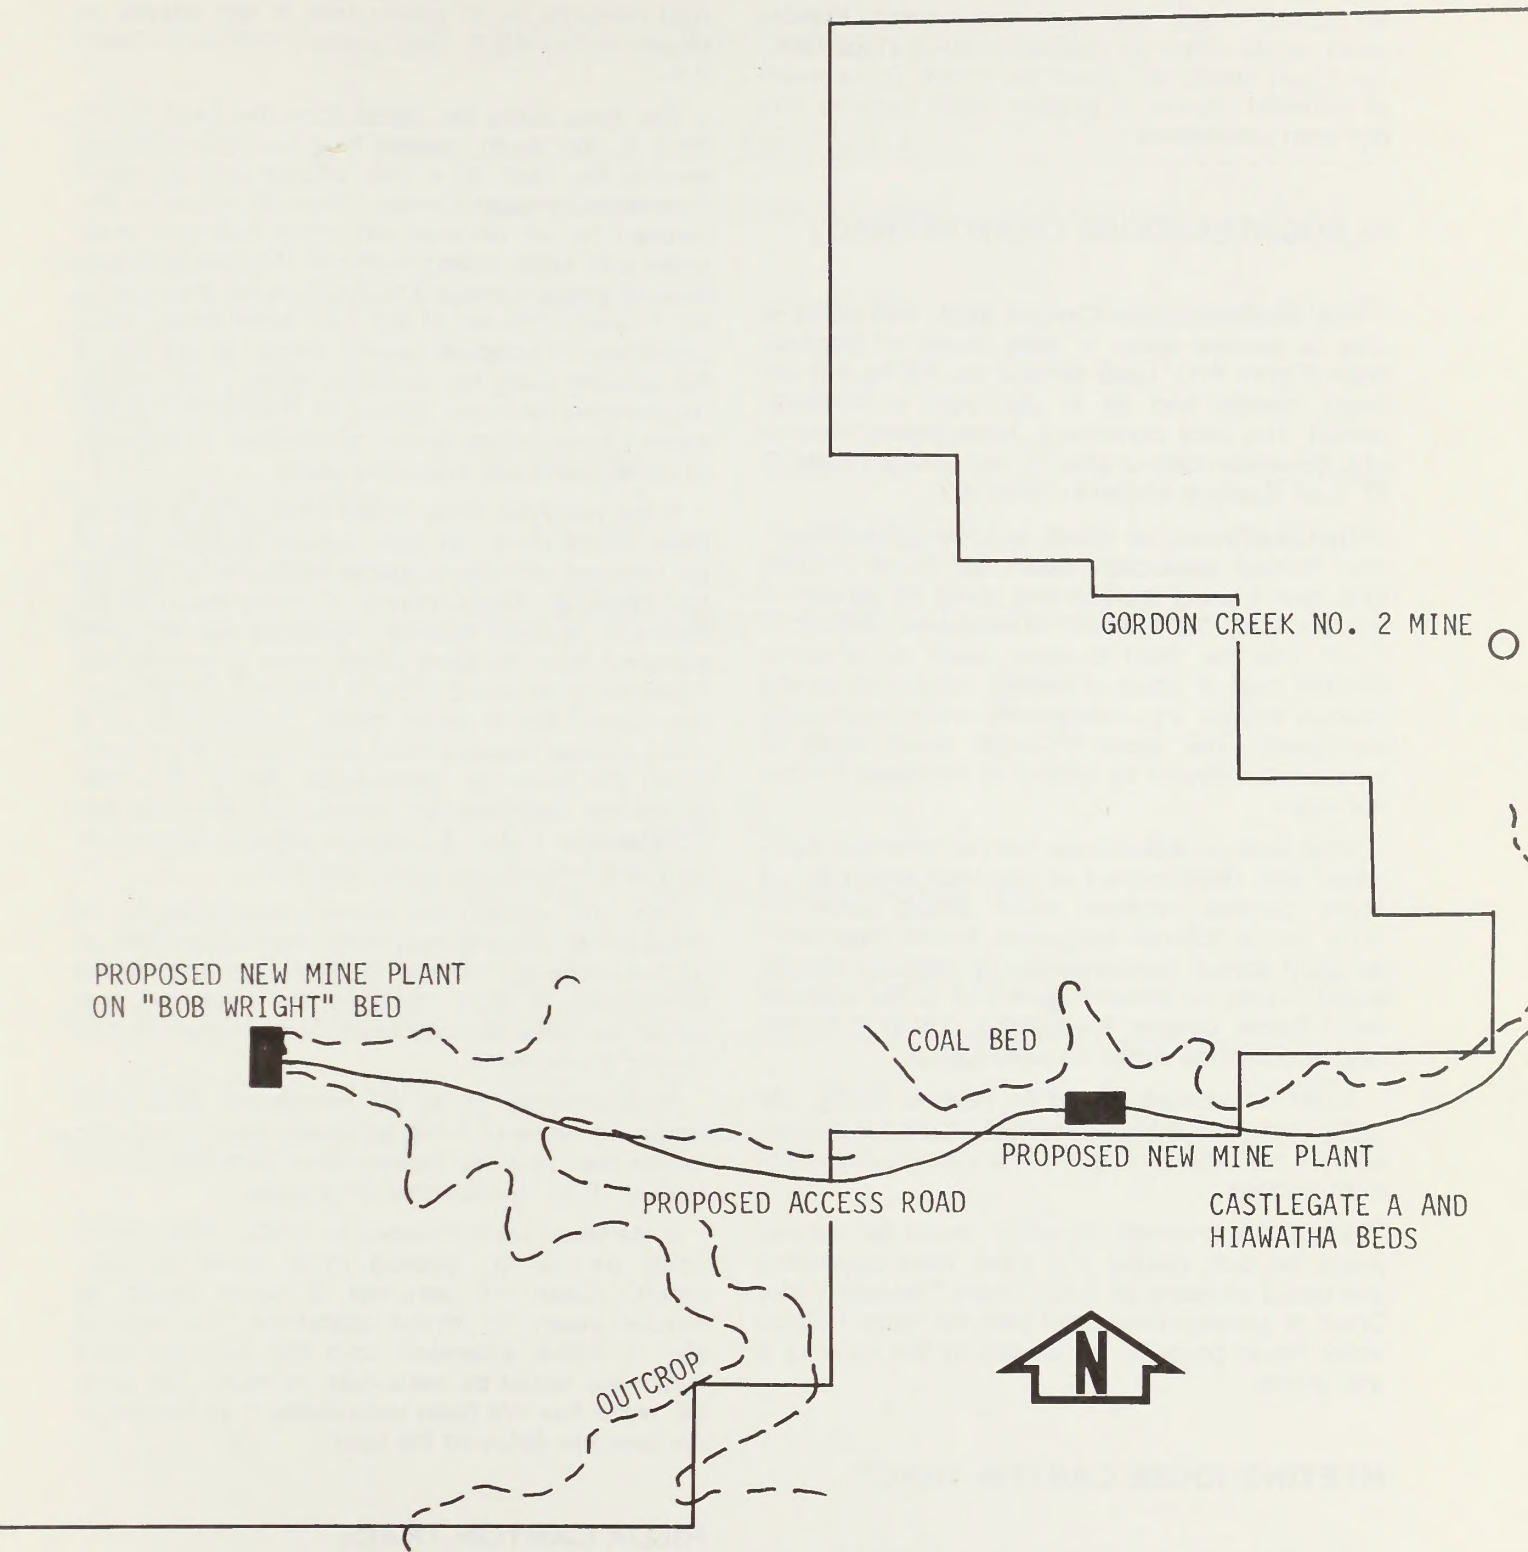 GORDON CREEK NO. 2 MINE
PROPOSED NEW MINE PLANT
ON "BOB WRIGHT" BED
COAL BED
PROPOSED NEW MINE PLANT
PROPOSED ACCESS ROAD
CASTLEGATE A AND
HIAWATHA BEDS
N
OUTCROP